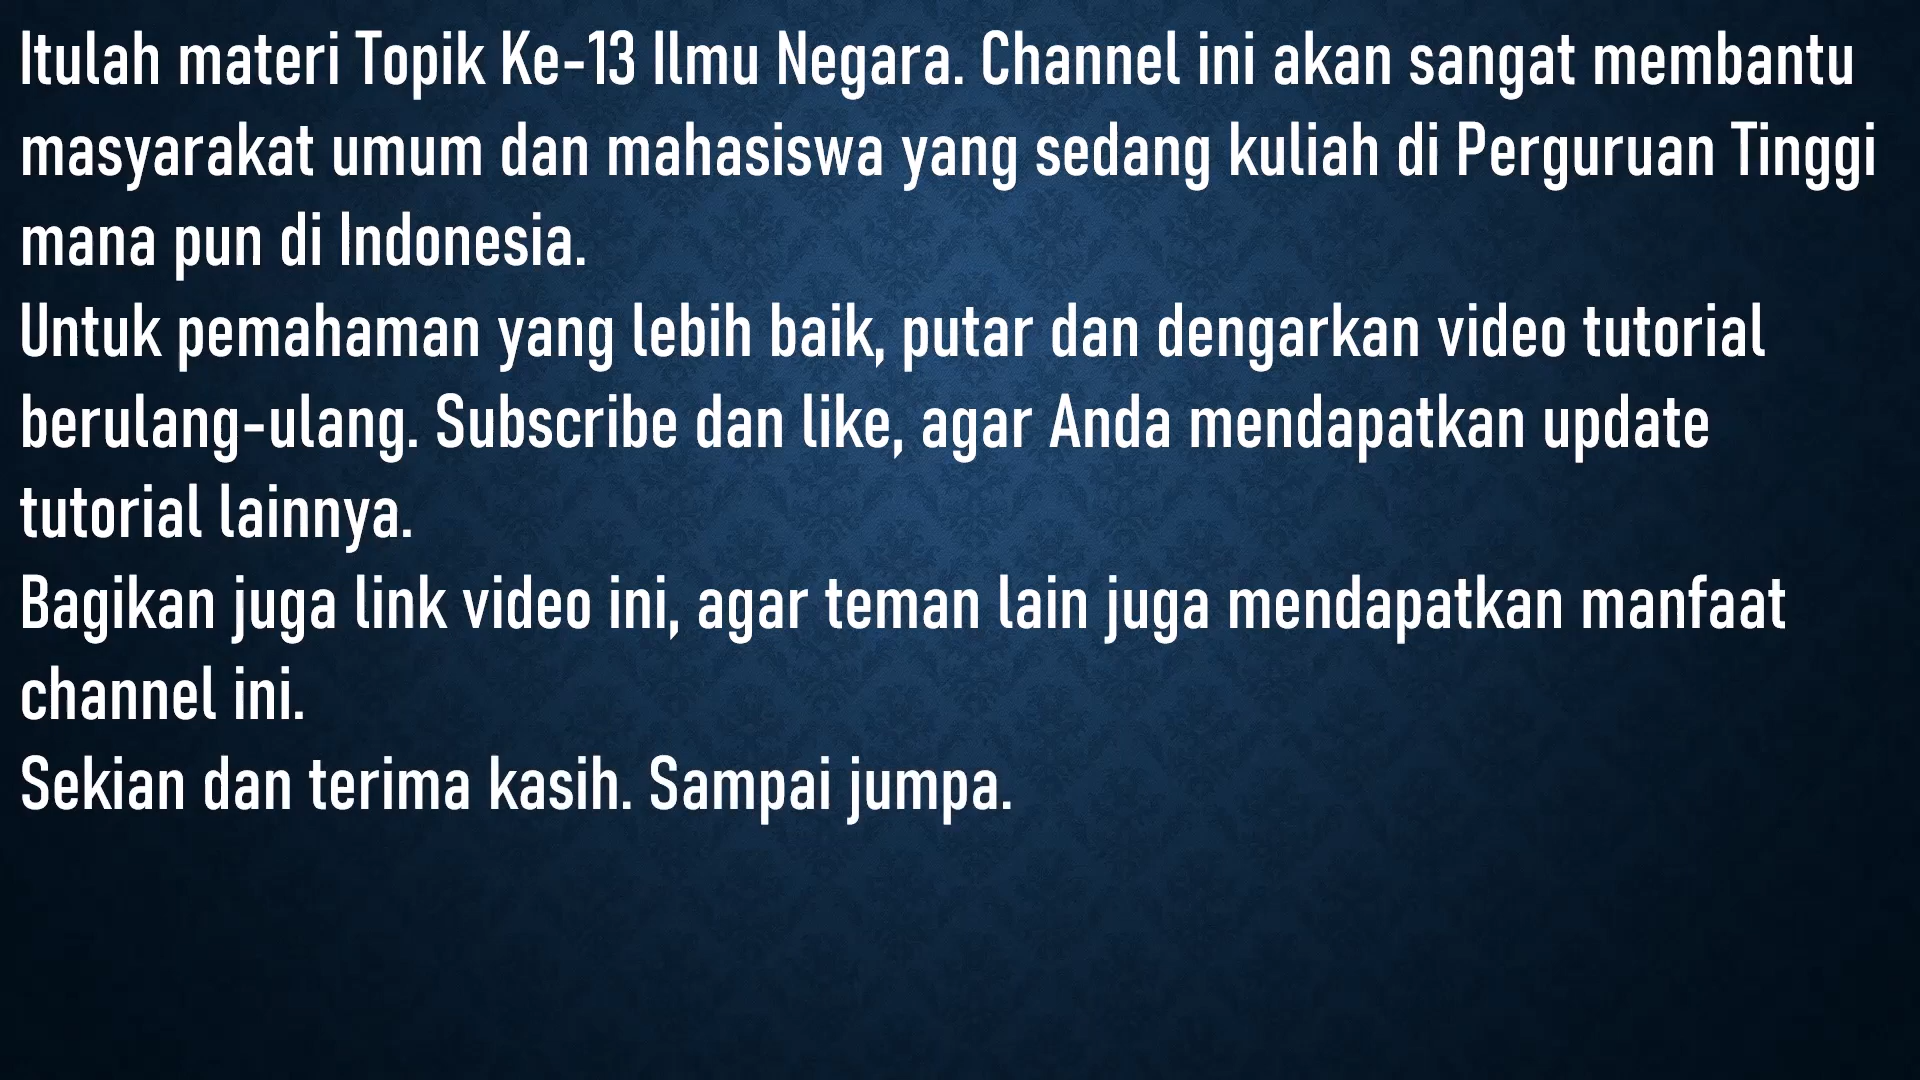 Itulah materi Topik Ke-13 Ilmu Negara. Channel ini akan sangat membantu
masyarakat umum dan mahasiswa yang sedang kuliah di Perguruan Tinggi
mana pun di Indonesia.
Untuk pemahaman yang lebih baik, putar dan dengarkan video tutorial
berulang-ulang. Subscribe dan like, agar Anda mendapatkan update
tutorial lainnya.
Bagikan juga link video ini, agar teman lain juga mendapatkan manfaat
channel ini.
Sekian dan terima kasih. Sampai jumpa.